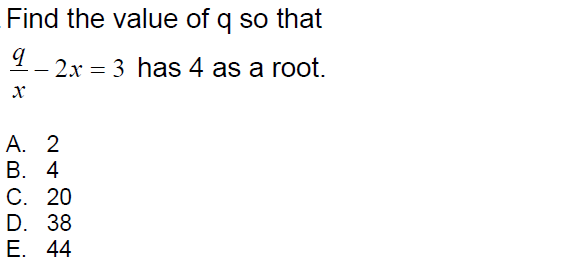 Find the value of q so that
q/x − 2x = 3 has 4 as a root.
A. 2
B. 4
C. 20
D. 38
E. 44